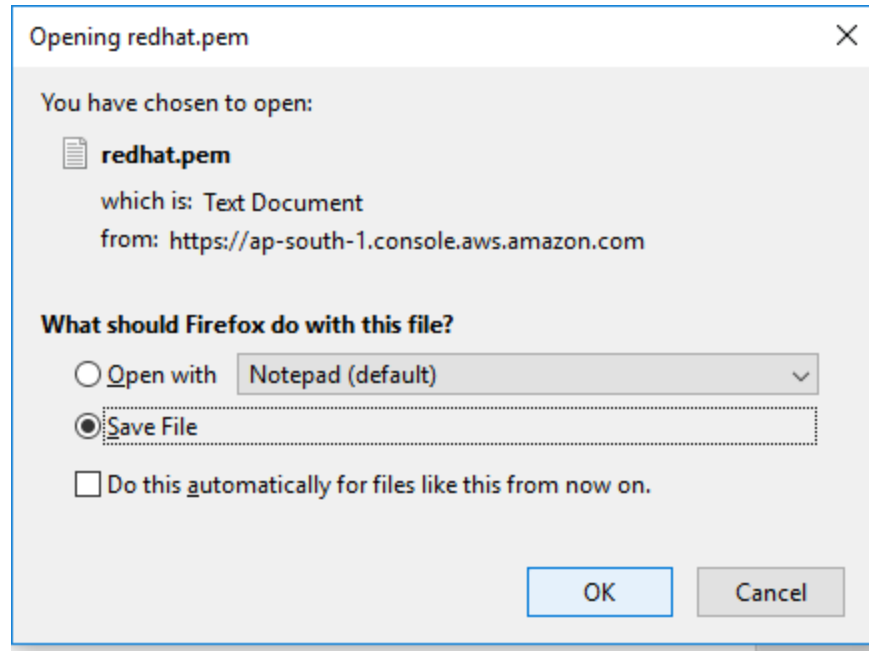 Opening redhat.pem
You have chosen to open:
redhat.pem
which is: Text Document
from: https://ap-south-1.console.aws.amazon.com
What should Firefox do with this file?
Open with Notepad (default)
Save File
Do this automatically for files like this from now on.
OK Cancel